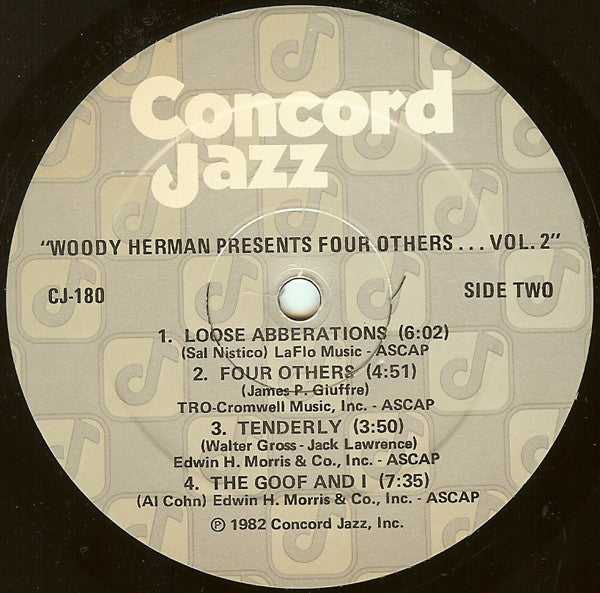 Concord
Jazz
"WOODY HERMAN PRESENTS FOUR OTHERS . . . VOL. 2"
CJ-180
SIDE TWO
1. LOOSE ABBERATIONS (6:02)
(Sal Nistico) LaFlo Music - ASCAP
2. FOUR OTHERS (4:51)
(James P. Giuffre)
TRO-Cromwell Music, Inc. - ASCAP
3. TENDERLY (3:50)
(Walter Gross - Jack Lawrence)
Edwin H. Morris & Co., Inc. - ASCAP
4. THE GOOF AND I (7:35)
(Al Cohn) Edwin H. Morris & Co., Inc. - ASCAP
℗ 1982 Concord Jazz, Inc.